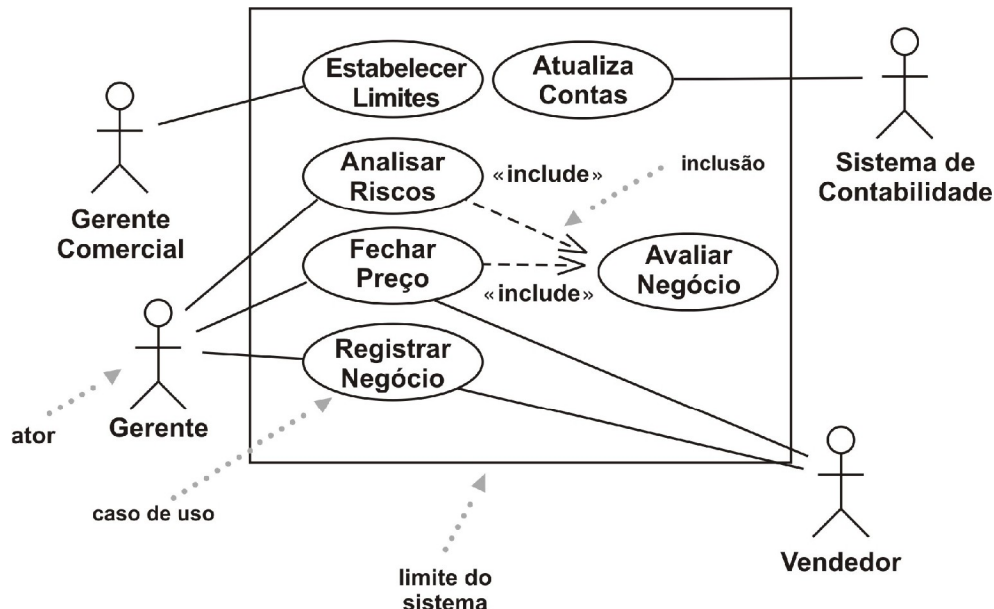 Estabelecer
Limites
Atualiza
Contas
Sistema de
Contabilidade
Gerente
Comercial
Analisar
Riscos
«include»
inclusão
Fechar
Preço
«include»
Avaliar
Negócio
Registrar
Negócio
Gerente
ator
caso de uso
limite do
sistema
Vendedor